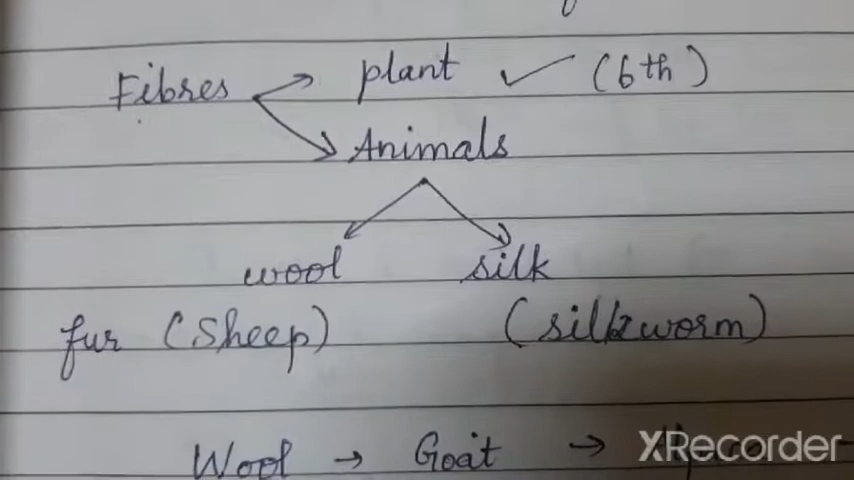 Fibres → plant ✓ (6th)
→ Animals
wool silk
fur (Sheep) (silkworm)
Wool → Goat →
XRecorder